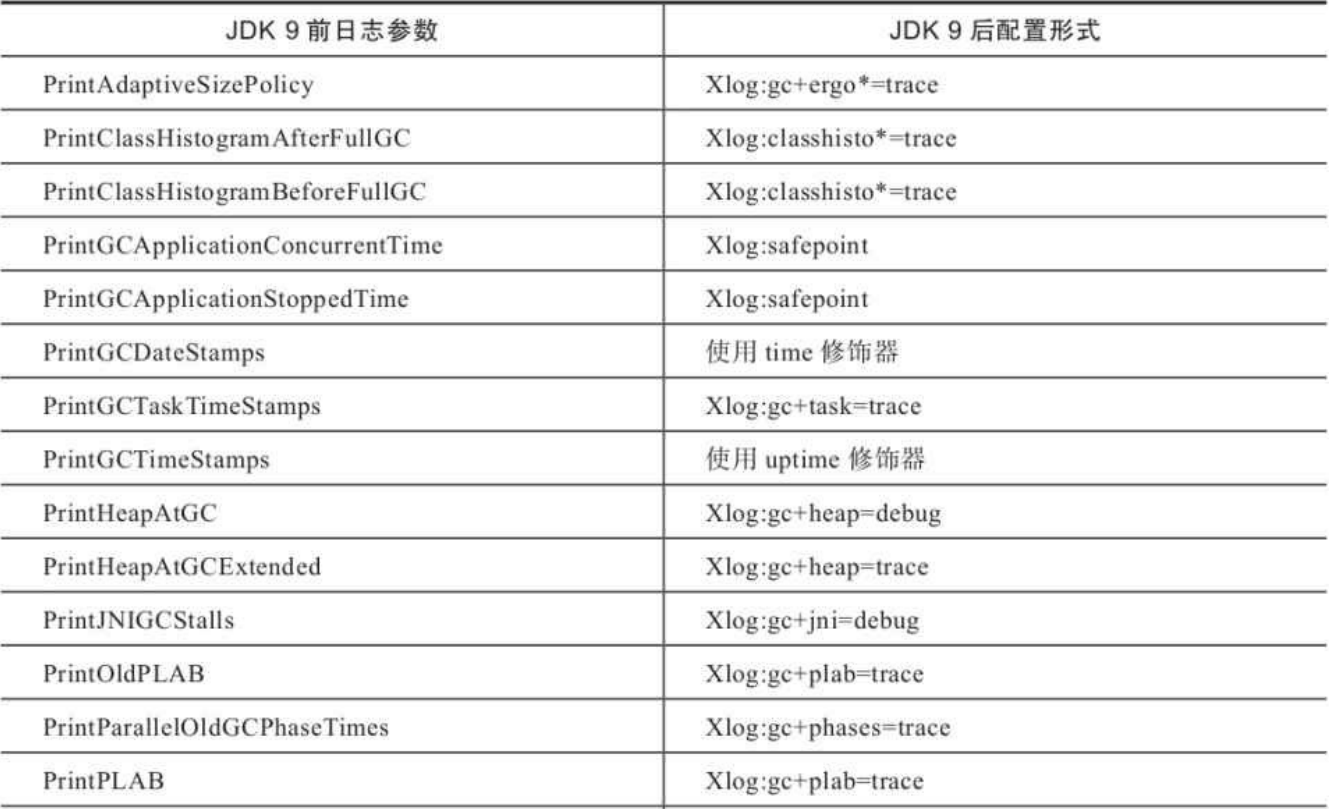 JDK 9 前日志参数 JDK 9 后配置形式
PrintAdaptiveSizePolicy Xlog:gc+ergo*=trace
PrintClassHistogramAfterFullGC Xlog:classhisto*=trace
PrintClassHistogramBeforeFullGC Xlog:classhisto*=trace
PrintGCApplicationConcurrentTime Xlog:safepoint
PrintGCApplicationStoppedTime Xlog:safepoint
PrintGCDateStamps 使用 time 修饰器
PrintGCTaskTimeStamps Xlog:gc+task=trace
PrintGCTimeStamps 使用 uptime 修饰器
PrintHeapAtGC Xlog:gc+heap=debug
PrintHeapAtGCExtended Xlog:gc+heap=trace
PrintJNIGCStalls Xlog:gc+jni=debug
PrintOldPLAB Xlog:gc+plab=trace
PrintParallelOldGCPhaseTimes Xlog:gc+phases=trace
PrintPLAB Xlog:gc+plab=trace